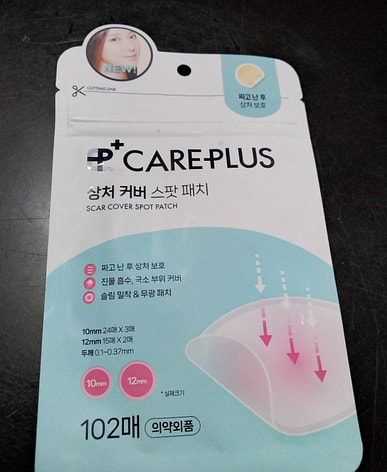 NEW!
CUTTING LINE
짜고 난 후
상처 보호
CAREPLUS
상처 커버 스팟 패치
SCAR COVER SPOT PATCH
짜고 난 후 상처 보호
진물 흡수, 국소 부위 커버
슬림 밀착 & 무광 패치
10mm 24매 X 3매
12mm 15매 X 2매
두께 0.1~0.37mm
10mm
12mm
* 실제크기
102매
의약외품